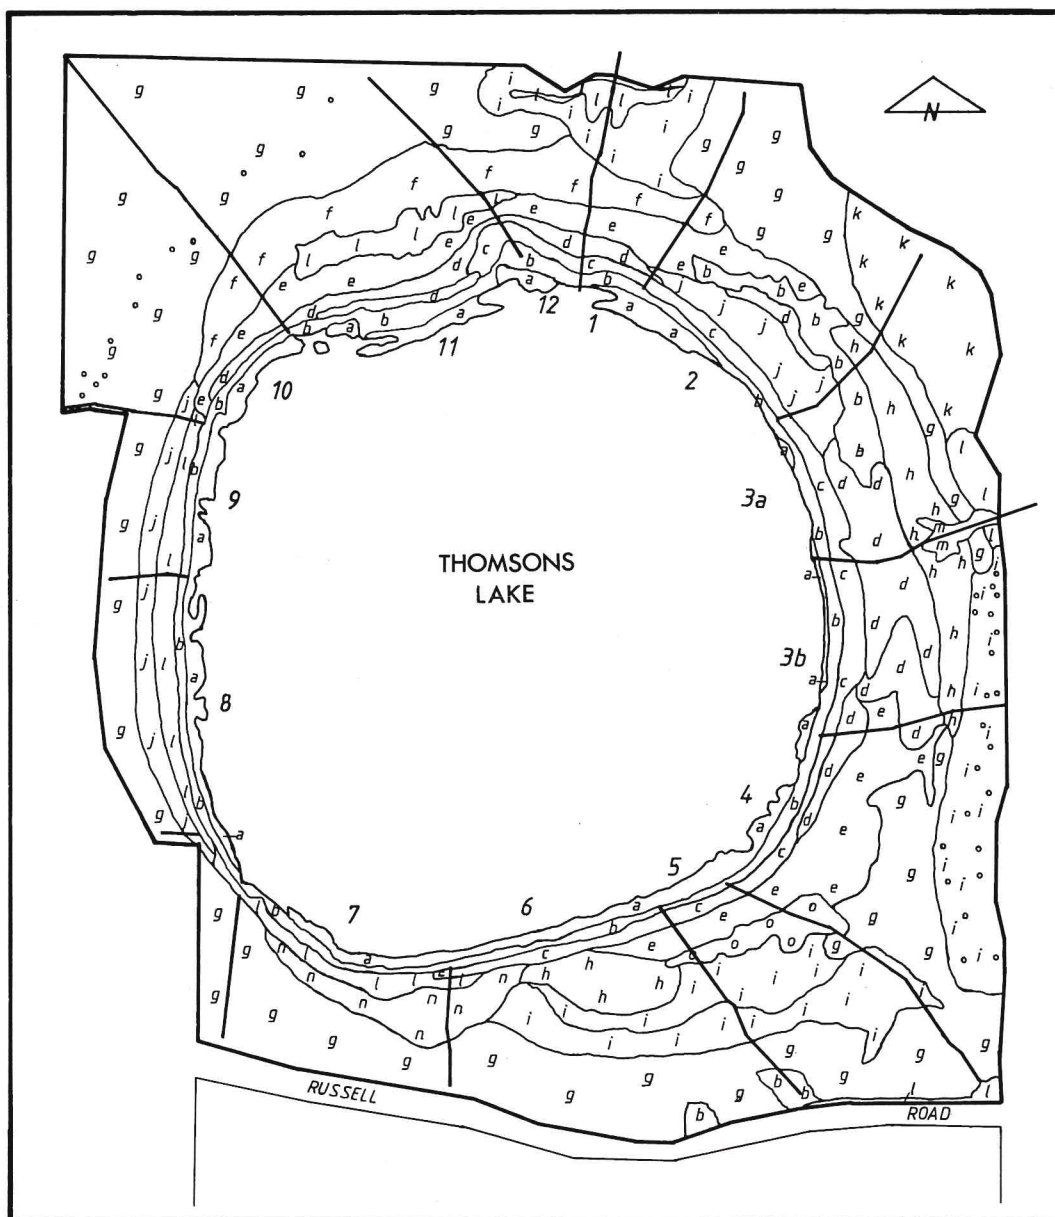 N
THOMSONS
LAKE
1
2
3a
3b
4
5
6
7
8
9
10
11
12
RUSSELL
ROAD
g g g i l l l l i
g g i i i
g g i g g
g f f f i g k
g f l f g g k
g g f l l e e e k
g f l e c d b e k
e e d b c d j b e k
g d d b a j j d b g k
f e d b a b a a a c j h k
g d a j b h k
g j e b a b j b h g
g j l b a b d d h g l
g j l a b d h m l
g j l a c d h m g i
j l b b d h i
j l a a c d h i
g j l a d e h i
g j l a d d e g i
g l b b d e g i
g l a a c e g i
g b a b c e e o g i
g n l a c e o o g
g n l l l n h h i i i
g n n n h i i i i g
g g n i i i g g
g g g g b b g l l
g b